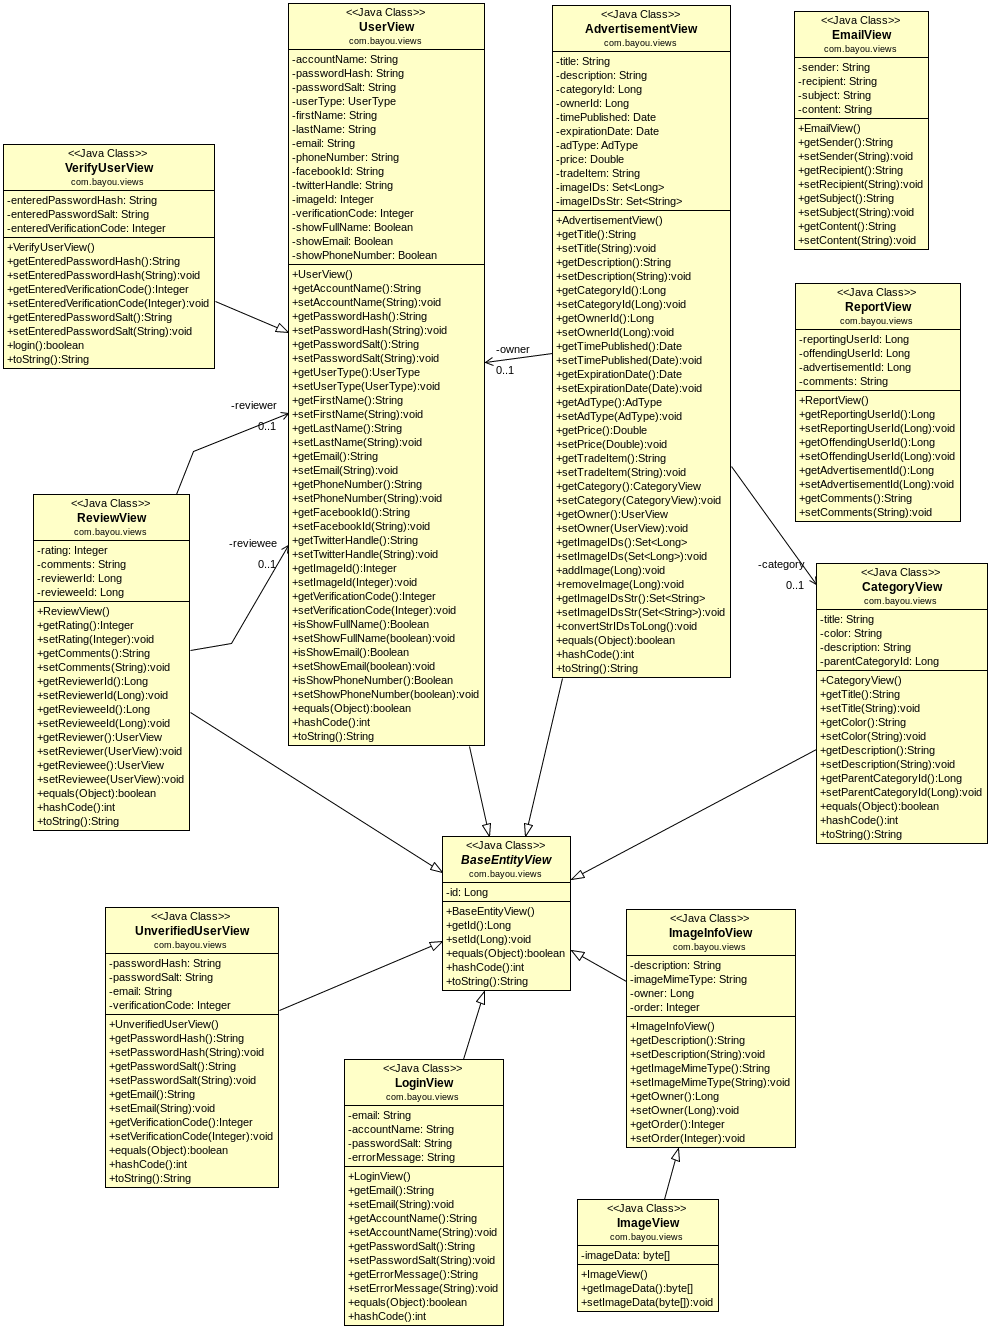 <<Java Class>>
UserView
com.bayou.views
-accountName: String
-passwordHash: String
-passwordSalt: String
-userType: UserType
-firstName: String
-lastName: String
-email: String
-phoneNumber: String
-facebookId: String
-twitterHandle: String
-imageId: Integer
-verificationCode: Integer
-showFullName: Boolean
-showEmail: Boolean
-showPhoneNumber: Boolean
+UserView()
+getAccountName():String
+setAccountName(String):void
+getPasswordHash():String
+setPasswordHash(String):void
+getPasswordSalt():String
+setPasswordSalt(String):void
+getUserType():UserType
+setUserType(UserType):void
+getFirstName():String
+setFirstName(String):void
+getLastName():String
+setLastName(String):void
+getEmail():String
+setEmail(String):void
+getPhoneNumber():String
+setPhoneNumber(String):void
+getFacebookId():String
+setFacebookId(String):void
+getTwitterHandle():String
+setTwitterHandle(String):void
+getImageId():Integer
+setImageId(Integer):void
+getVerificationCode():Integer
+setVerificationCode(Integer):void
+isShowFullName():Boolean
+setShowFullName(boolean):void
+isShowEmail():Boolean
+setShowEmail(boolean):void
+isShowPhoneNumber():Boolean
+setShowPhoneNumber(boolean):void
+equals(Object):boolean
+hashCode():int
+toString():String
<<Java Class>>
AdvertisementView
com.bayou.views
-title: String
-description: String
-categoryId: Long
-ownerId: Long
-timePublished: Date
-expirationDate: Date
-adType: AdType
-price: Double
-tradeItem: String
-imageIDs: Set<Long>
-imageIDsStr: Set<String>
+AdvertisementView()
+getTitle():String
+setTitle(String):void
+getDescription():String
+setDescription(String):void
+getCategoryId():Long
+setCategoryId(Long):void
+getOwnerId():Long
+setOwnerId(Long):void
+getTimePublished():Date
+setTimePublished(Date):void
+getExpirationDate():Date
+setExpirationDate(Date):void
+getAdType():AdType
+setAdType(AdType):void
+getPrice():Double
+setPrice(Double):void
+getTradeItem():String
+setTradeItem(String):void
+getCategory():CategoryView
+setCategory(CategoryView):void
+getOwner():UserView
+setOwner(UserView):void
+getImageIDs():Set<Long>
+setImageIDs(Set<Long>):void
+addImage(Long):void
+removeImage(Long):void
+getImageIDsStr():Set<String>
+setImageIDsStr(Set<String>):void
+convertStrIDsToLong():void
+equals(Object):boolean
+hashCode():int
+toString():String
<<Java Class>>
EmailView
com.bayou.views
-sender: String
-recipient: String
-subject: String
-content: String
+EmailView()
+getSender():String
+setSender(String):void
+getRecipient():String
+setRecipient(String):void
+getSubject():String
+setSubject(String):void
+getContent():String
+setContent(String):void
<<Java Class>>
VerifyUserView
com.bayou.views
-enteredPasswordHash: String
-enteredPasswordSalt: String
-enteredVerificationCode: Integer
+VerifyUserView()
+getEnteredPasswordHash():String
+setEnteredPasswordHash(String):void
+getEnteredVerificationCode():Integer
+setEnteredVerificationCode(Integer):void
+getEnteredPasswordSalt():String
+setEnteredPasswordSalt(String):void
+login():boolean
+toString():String
<<Java Class>>
ReportView
com.bayou.views
-reportingUserId: Long
-offendingUserId: Long
-advertisementId: Long
-comments: String
+ReportView()
+getReportingUserId():Long
+setReportingUserId(Long):void
+getOffendingUserId():Long
+setOffendingUserId(Long):void
+getAdvertisementId():Long
+setAdvertisementId(Long):void
+getComments():String
+setComments(String):void
-owner
0..1
-reviewer
0..1
-reviewee
0..1
-category
0..1
<<Java Class>>
ReviewView
com.bayou.views
-rating: Integer
-comments: String
-reviewerId: Long
-revieweeId: Long
+ReviewView()
+getRating():Integer
+setRating(Integer):void
+getComments():String
+setComments(String):void
+getReviewerId():Long
+setReviewerId(Long):void
+getRevieweeId():Long
+setRevieweeId(Long):void
+getReviewer():UserView
+setReviewer(UserView):void
+getReviewee():UserView
+setReviewee(UserView):void
+equals(Object):boolean
+hashCode():int
+toString():String
<<Java Class>>
CategoryView
com.bayou.views
-title: String
-color: String
-description: String
-parentCategoryId: Long
+CategoryView()
+getTitle():String
+setTitle(String):void
+getColor():String
+setColor(String):void
+getDescription():String
+setDescription(String):void
+getParentCategoryId():Long
+setParentCategoryId(Long):void
+equals(Object):boolean
+hashCode():int
+toString():String
<<Java Class>>
BaseEntityView
com.bayou.views
-id: Long
+BaseEntityView()
+getId():Long
+setId(Long):void
+equals(Object):boolean
+hashCode():int
+toString():String
<<Java Class>>
UnverifiedUserView
com.bayou.views
-passwordHash: String
-passwordSalt: String
-email: String
-verificationCode: Integer
+UnverifiedUserView()
+getPasswordHash():String
+setPasswordHash(String):void
+getPasswordSalt():String
+setPasswordSalt(String):void
+getEmail():String
+setEmail(String):void
+getVerificationCode():Integer
+setVerificationCode(Integer):void
+equals(Object):boolean
+hashCode():int
+toString():String
<<Java Class>>
ImageInfoView
com.bayou.views
-description: String
-imageMimeType: String
-owner: Long
-order: Integer
+ImageInfoView()
+getDescription():String
+setDescription(String):void
+getImageMimeType():String
+setImageMimeType(String):void
+getOwner():Long
+setOwner(Long):void
+getOrder():Integer
+setOrder(Integer):void
<<Java Class>>
LoginView
com.bayou.views
-email: String
-accountName: String
-passwordSalt: String
-errorMessage: String
+LoginView()
+getEmail():String
+setEmail(String):void
+getAccountName():String
+setAccountName(String):void
+getPasswordSalt():String
+setPasswordSalt(String):void
+getErrorMessage():String
+setErrorMessage(String):void
+equals(Object):boolean
+hashCode():int
<<Java Class>>
ImageView
com.bayou.views
-imageData: byte[]
+ImageView()
+getImageData():byte[]
+setImageData(byte[]):void